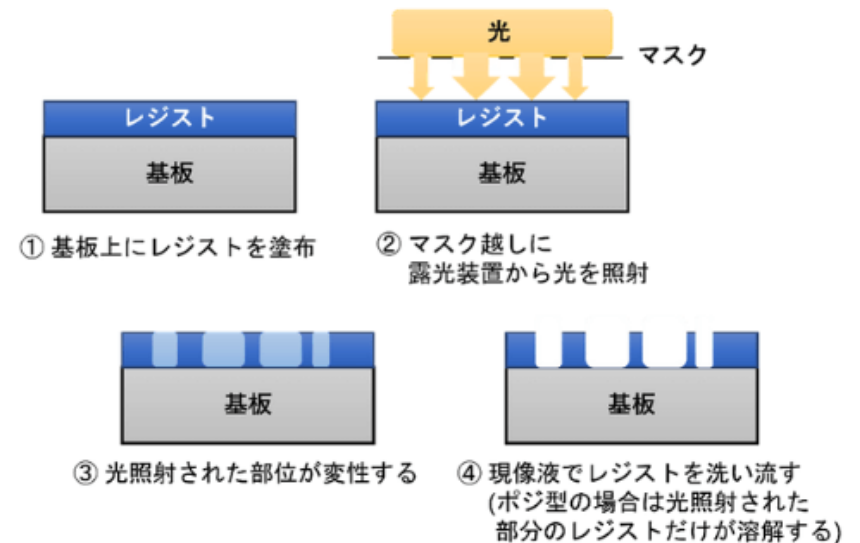 光
マスク
レジスト
基板
① 基板上にレジストを塗布
レジスト
基板
② マスク越しに
露光装置から光を照射
基板
③ 光照射された部位が変性する
基板
④ 現像液でレジストを洗い流す
(ポジ型の場合は光照射された
部分のレジストだけが溶解する)